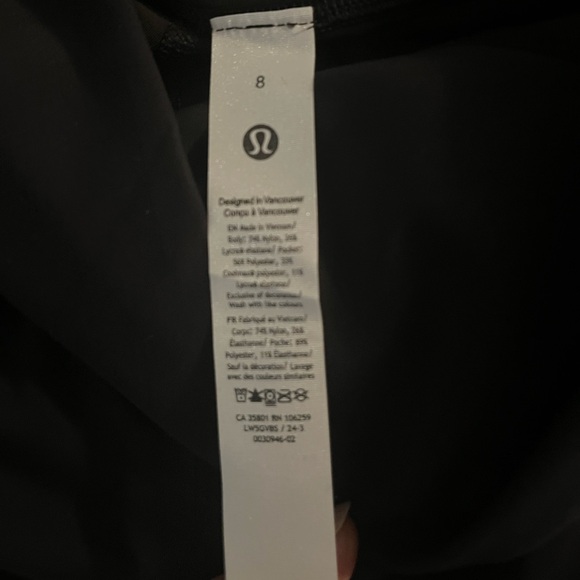 8
Designed in Vancouver
Conçu à Vancouver
EN Made in Vietnam/
Body: 74% Nylon, 26%
Lycra® elastane/ Pocket:
Polyester,
Coolmax® polyester, 11%
Lycra® elastane/
Exclusive of decoration/
Wash with like colours
FR Fabriqué au Vietnam/
Corps: 74% Nylon, 26%
Élasthanne/ Poche: 89%
Polyester, 11% Élasthanne/
Sauf la décoration/ Lavage
avec des couleurs similaires
CA 35801 RN 106259
/ 24-3
0030946-02